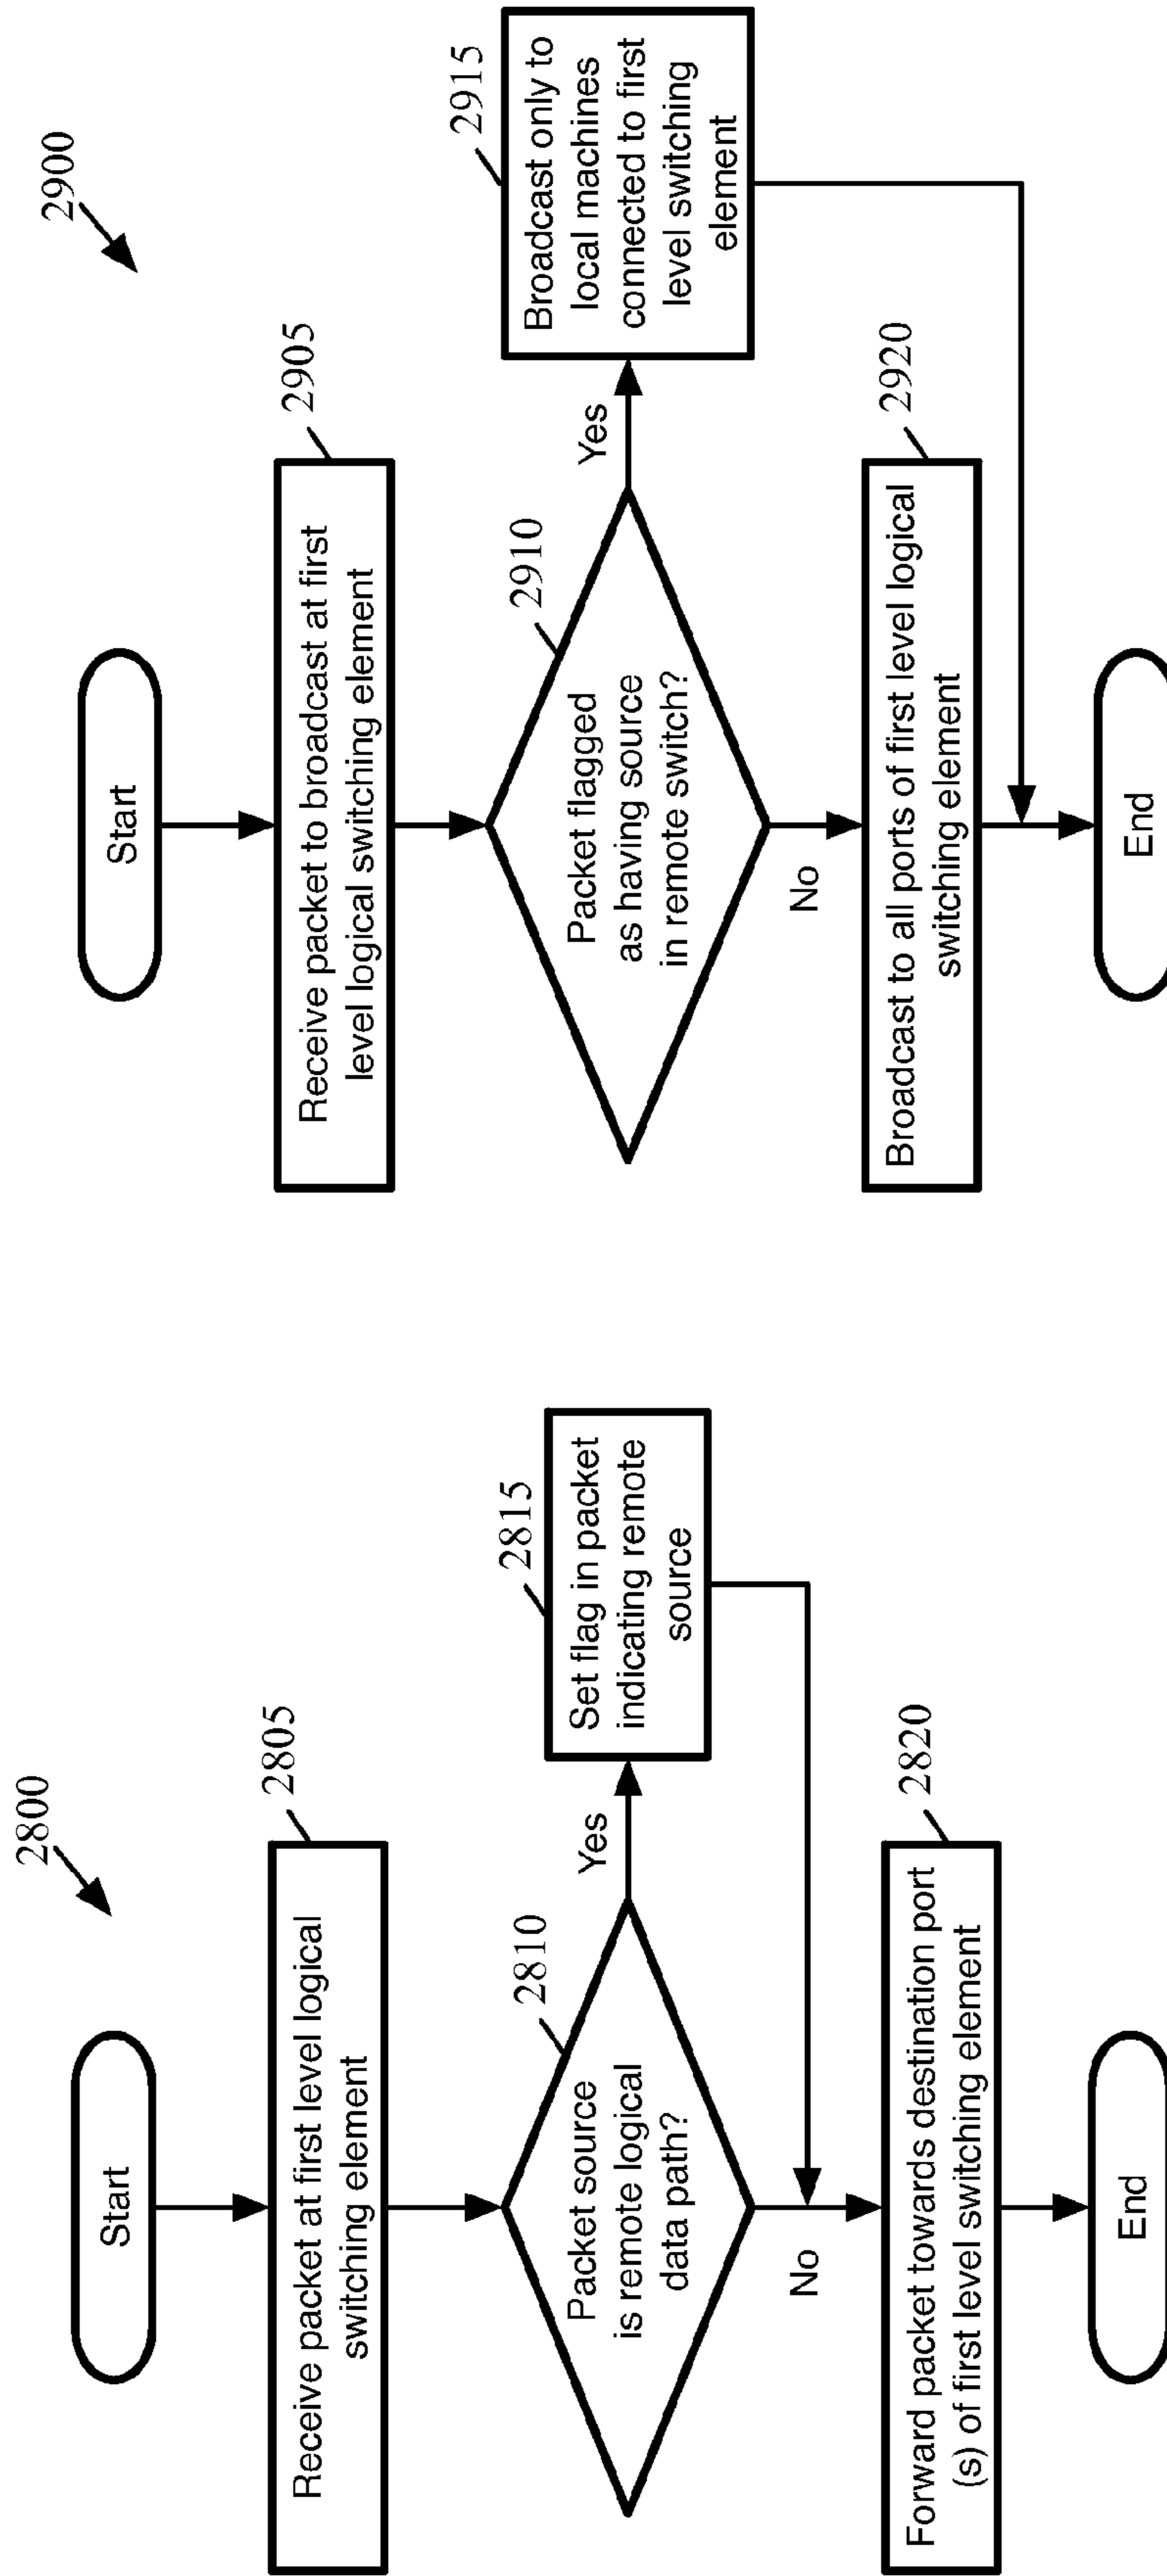 2800
Start
2805
Receive packet at first level logical
switching element
2810
Packet source
is remote logical
data path?
Yes
2815
Set flag in packet
indicating remote
source
No
2820
Forward packet towards destination port
(s) of first level switching element
End
2900
Start
2905
Receive packet to broadcast at first
level logical switching element
2910
Packet flagged
as having source
in remote switch?
Yes
2915
Broadcast only to
local machines
connected to first
level switching
element
No
2920
Broadcast to all ports of first level logical
switching element
End